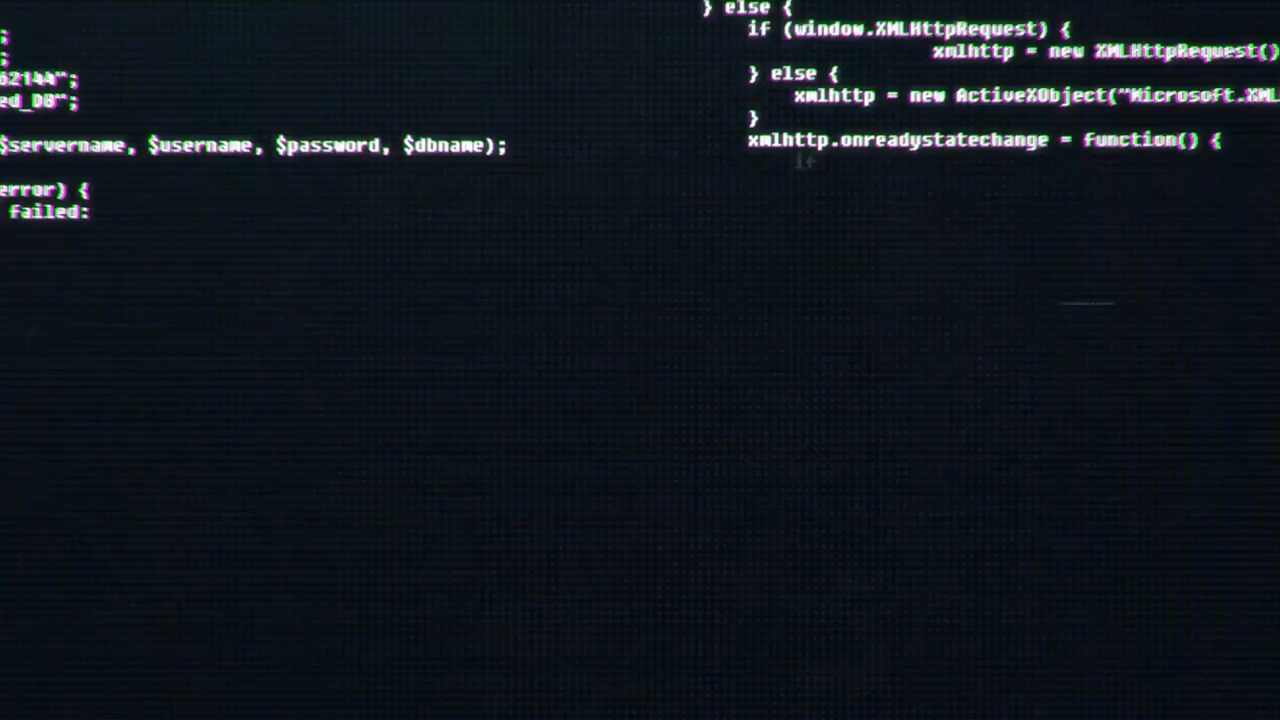 ;
;
62144";
ed_DB";
$servername, $username, $password, $dbname);
error) {
failed:
} else {
if (window.XMLHttpRequest) {
xmlhttp = new XMLHttpRequest()
} else {
xmlhttp = new ActiveXObject("Microsoft.XML
}
xmlhttp.onreadystatechange = function() {
if